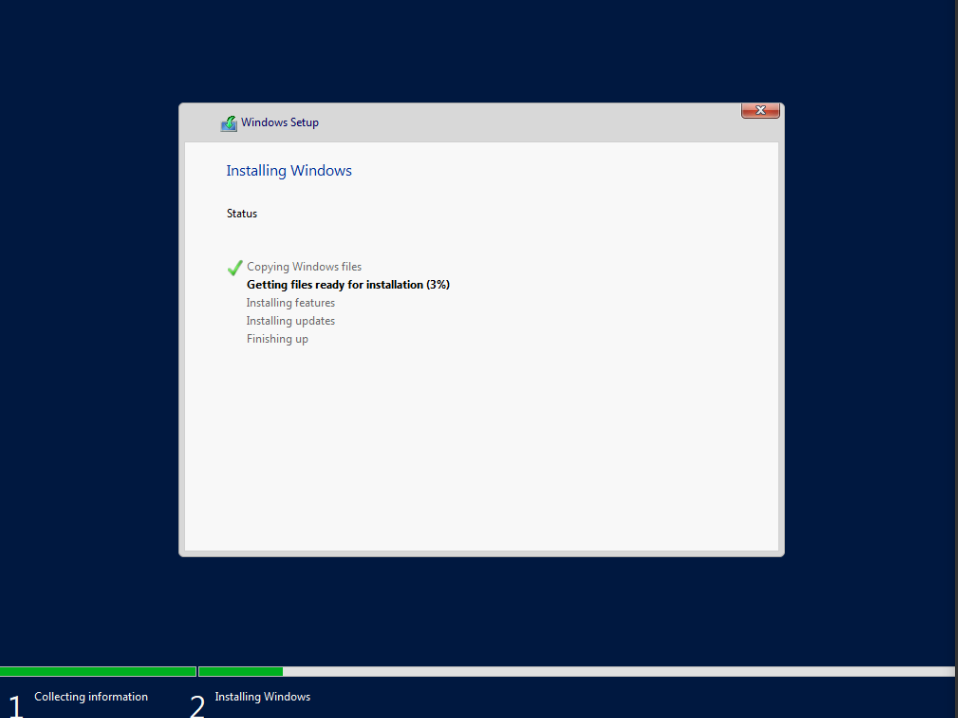 Windows Setup
Installing Windows
Status
Copying Windows files
Getting files ready for installation (3%)
Installing features
Installing updates
Finishing up
1 Collecting information
2 Installing Windows